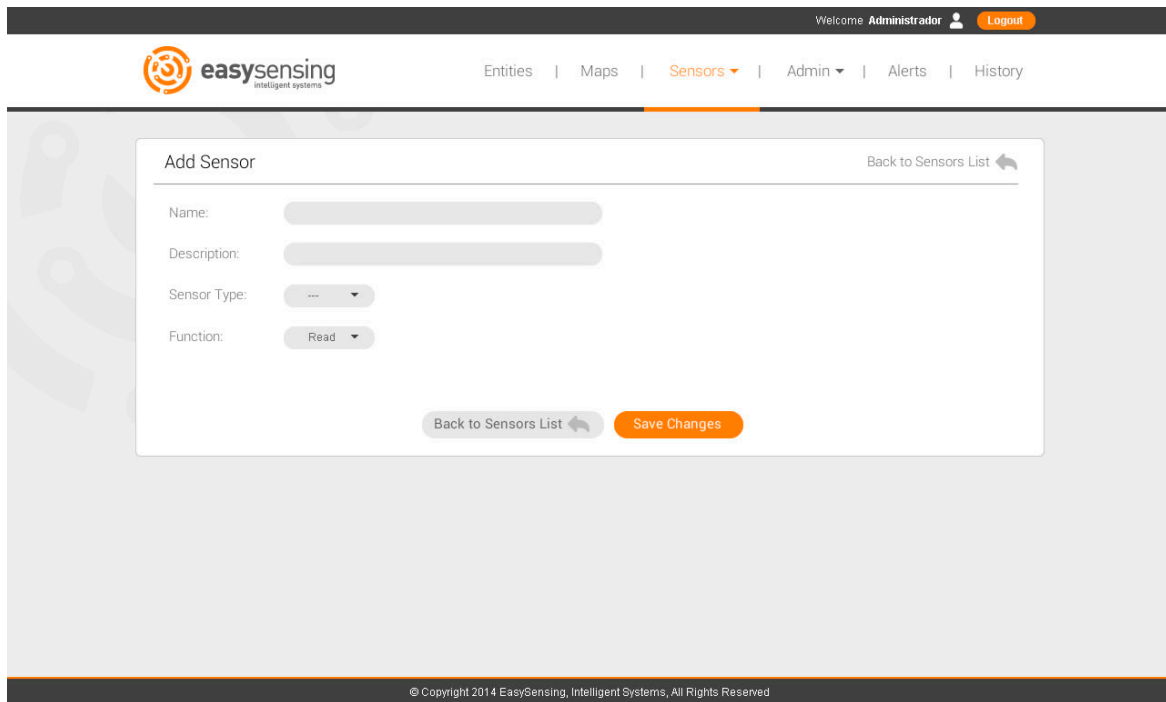 Welcome Administrador Logout
easysensing
intelligent systems
Entities | Maps | Sensors | Admin | Alerts | History
Add Sensor
Back to Sensors List
Name:
Description:
Sensor Type: ---
Function: Read
Back to Sensors List Save Changes
© Copyright 2014 EasySensing, Intelligent Systems, All Rights Reserved